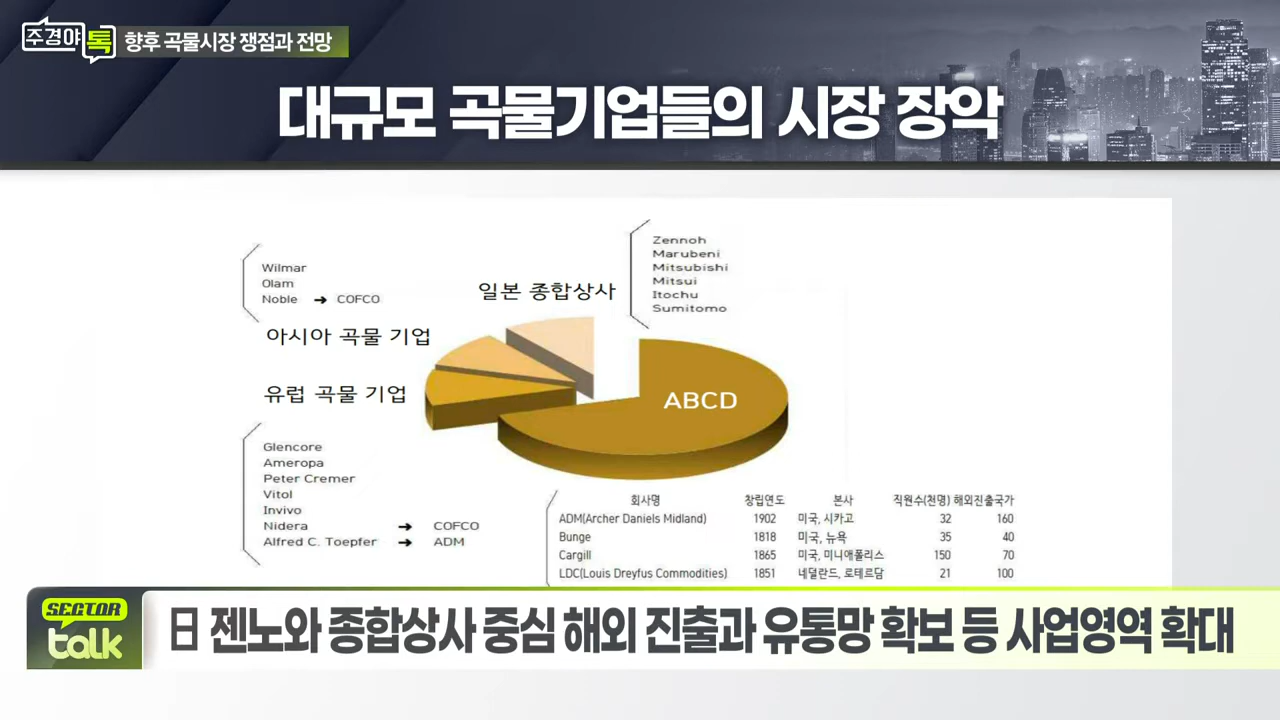 주경야톡
향후 곡물시장 쟁점과 전망
대규모 곡물기업들의 시장 장악
Wilmar
Olam
Noble → COFCO
아시아 곡물 기업
유럽 곡물 기업
일본 종합상사
Zennoh
Marubeni
Mitsubishi
Mitsui
Itochu
Sumitomo
ABCD
Glencore
Ameropa
Peter Cremer
Vitol
Invivo
Nidera → COFCO
Alfred C. Toepfer → ADM
회사명 창립연도 본사 직원수(천명) 해외진출국가
ADM(Archer Daniels Midland) 1902 미국, 시카고 32 160
Bunge 1818 미국, 뉴욕 35 40
Cargill 1865 미국, 미니애폴리스 150 70
LDC(Louis Dreyfus Commodities) 1851 네덜란드, 로테르담 21 100
SECTOR
talk
日 젠노와 종합상사 중심 해외 진출과 유통망 확보 등 사업영역 확대